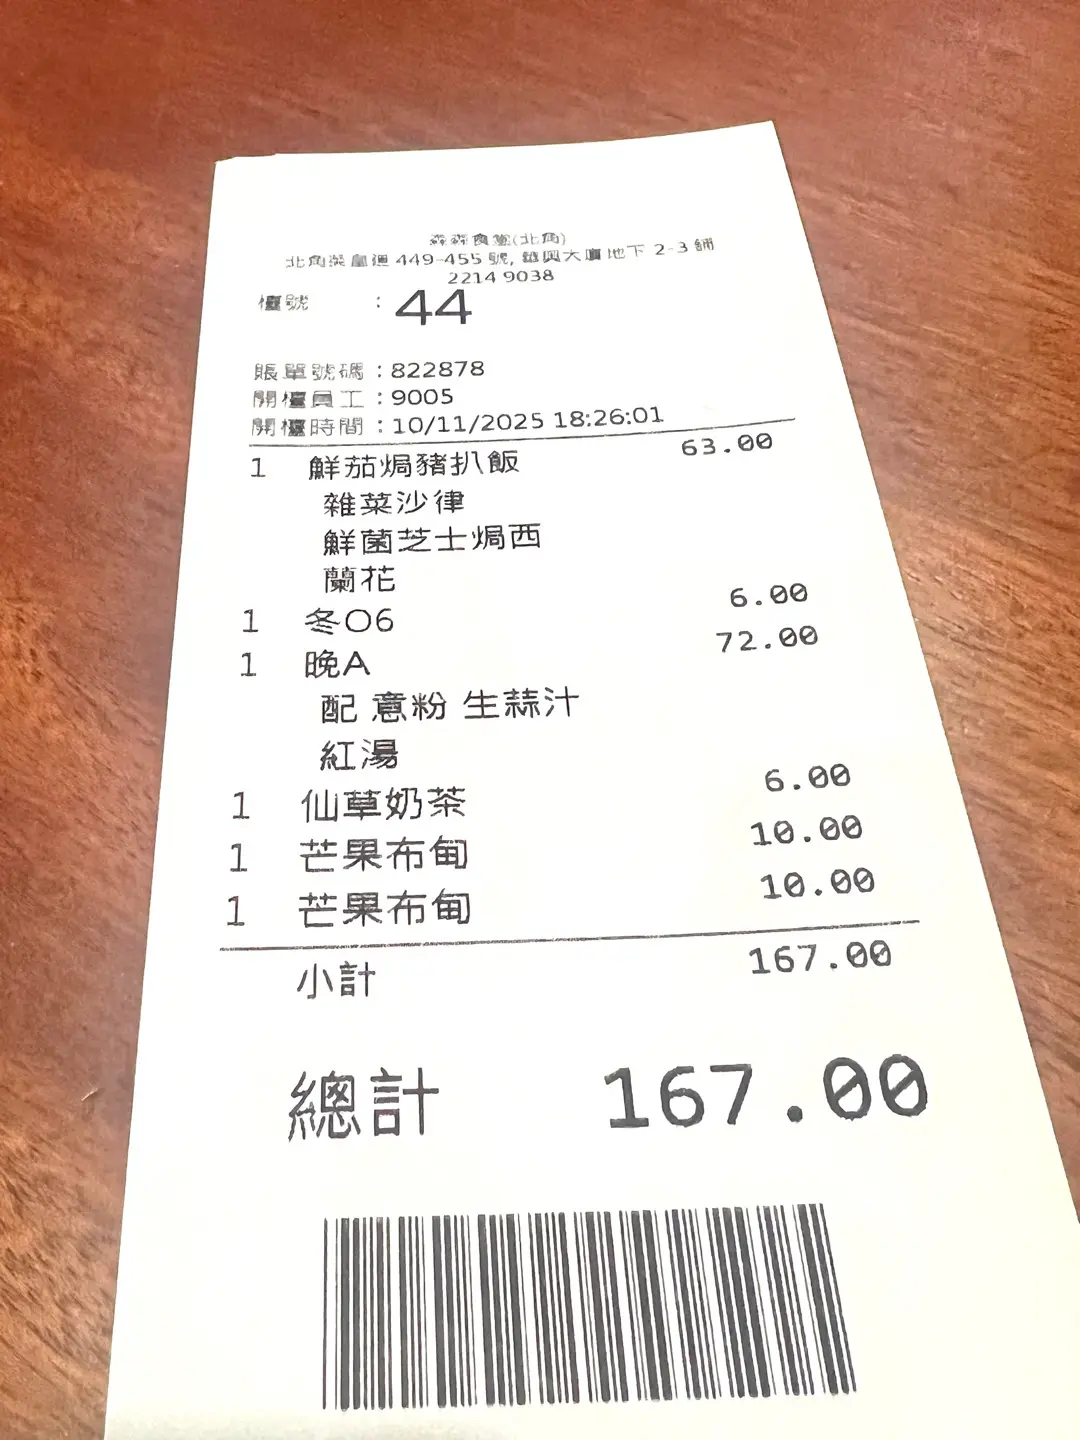 森森食堂(北角)
北角英皇道 449-455 號, 華興大廈地下 2-3 舖
2214 9038
檯號 : 44
賬單號碼 : 822878
開檯員工 : 9005
開檯時間 : 10/11/2025 18:26:01
1 鮮茄焗豬扒飯 63.00
雜菜沙律
鮮菌芝士焗西
蘭花
1 冬O6 6.00
1 晚A 72.00
配 意粉 生蒜汁
紅湯
1 仙草奶茶 6.00
1 芒果布甸 10.00
1 芒果布甸 10.00
小計 167.00
總計 167.00